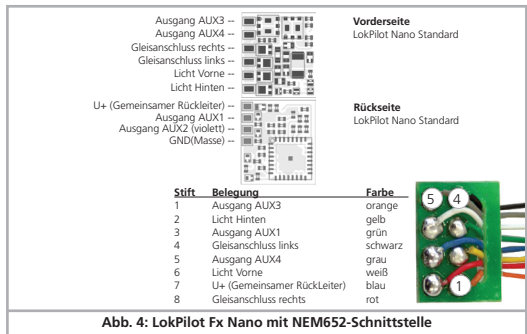 Ausgang AUX3 --
Ausgang AUX4 --
Gleisanschluss rechts --
Gleisanschluss links --
Licht Vorne --
Licht Hinten --
Vorderseite
LokPilot Nano Standard
U+ (Gemeinsamer Rückleiter) --
Ausgang AUX1 --
Ausgang AUX2 (violett) --
GND(Masse) --
Rückseite
LokPilot Nano Standard
Stift Belegung Farbe
1 Ausgang AUX3 orange
2 Licht Hinten gelb
3 Ausgang AUX1 grün
4 Gleisanschluss links schwarz
5 Ausgang AUX4 grau
6 Licht Vorne weiß
7 U+ (Gemeinsamer RückLeiter) blau
8 Gleisanschluss rechts rot
5 4
1
Abb. 4: LokPilot Fx Nano mit NEM652-Schnittstelle